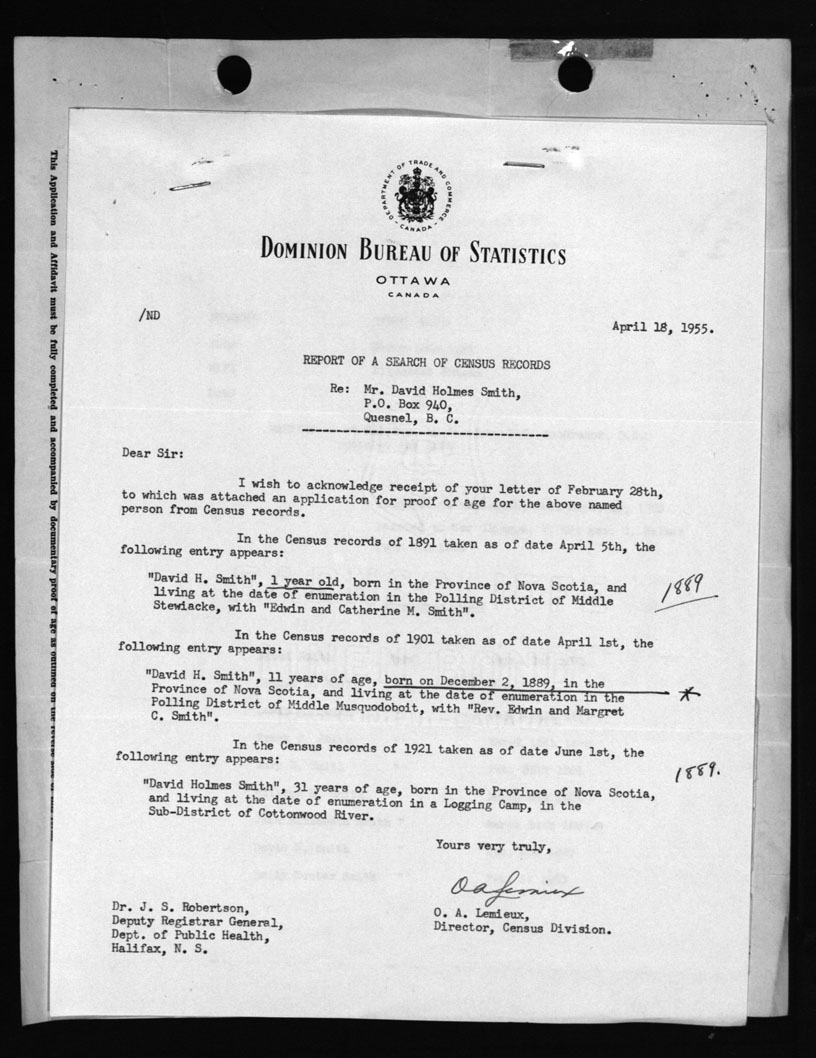 DEPARTMENT OF TRADE AND COMMERCE
CANADA
DOMINION BUREAU OF STATISTICS
OTTAWA
CANADA
/ND
April 18, 1955.
REPORT OF A SEARCH OF CENSUS RECORDS
Re: Mr. David Holmes Smith,
P.O. Box 940,
Quesnel, B. C.
Dear Sir:
I wish to acknowledge receipt of your letter of February 28th,
to which was attached an application for proof of age for the above named
person from Census records.
In the Census records of 1891 taken as of date April 5th, the
following entry appears:
"David H. Smith", 1 year old, born in the Province of Nova Scotia, and
living at the date of enumeration in the Polling District of Middle
Stewiacke, with "Edwin and Catherine M. Smith".
1889
In the Census records of 1901 taken as of date April 1st, the
following entry appears:
"David H. Smith", 11 years of age, born on December 2, 1889, in the
Province of Nova Scotia, and living at the date of enumeration in the
Polling District of Middle Musquodoboit, with "Rev. Edwin and Margret
C. Smith".
*
In the Census records of 1921 taken as of date June 1st, the
following entry appears:
1889.
"David Holmes Smith", 31 years of age, born in the Province of Nova Scotia,
and living at the date of enumeration in a Logging Camp, in the
Sub-District of Cottonwood River.
Yours very truly,
O A Lemieux
O. A. Lemieux,
Director, Census Division.
Dr. J. S. Robertson,
Deputy Registrar General,
Dept. of Public Health,
Halifax, N. S.
This Application and Affidavit must be fully completed and accompanied by documentary proof of age as outlined on the reverse side